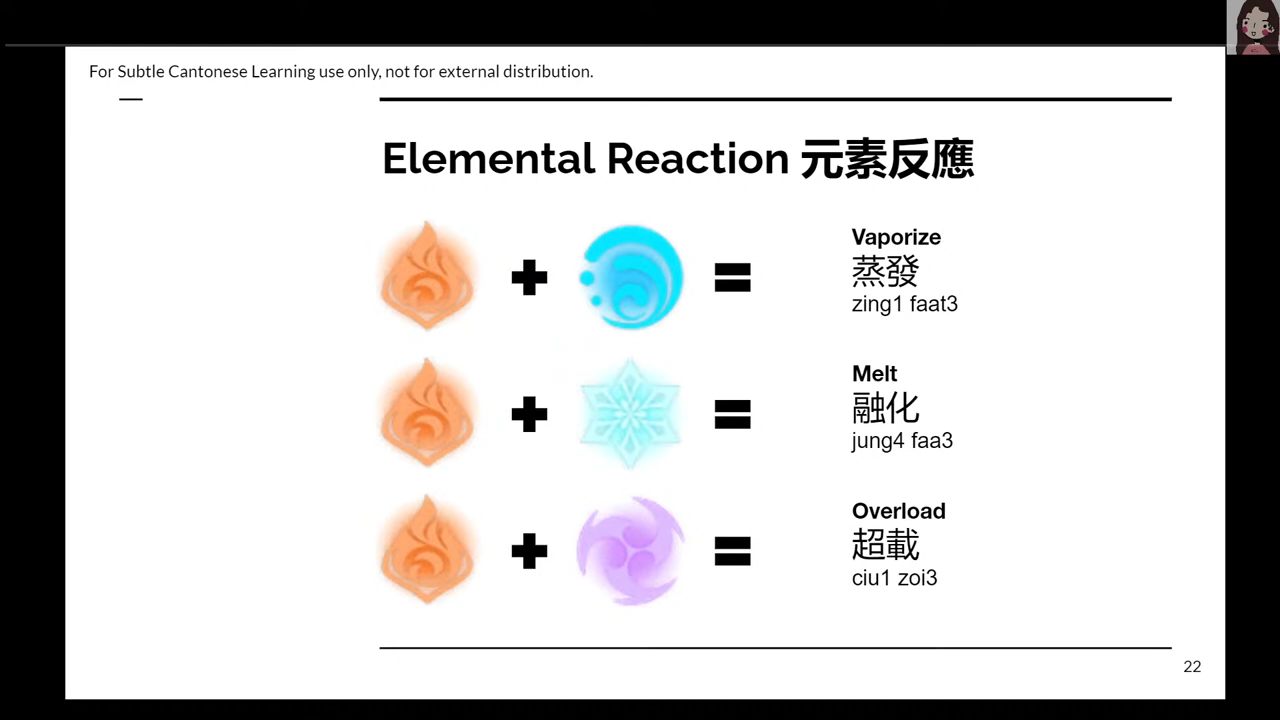 For Subtle Cantonese Learning use only, not for external distribution.
Elemental Reaction 元素反應
Vaporize
蒸發
zing1 faat3
Melt
融化
jung4 faa3
Overload
超載
ciu1 zoi3
22